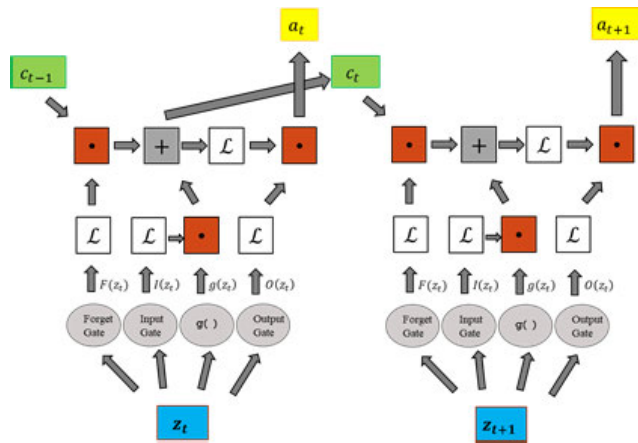 a_t
a_{t+1}
c_{t-1}
c_t
• + ℒ •
• + ℒ •
ℒ ℒ • ℒ
ℒ ℒ • ℒ
F(z_t) I(z_t) g(z_t) O(z_t)
F(z_t) I(z_t) g(z_t) O(z_t)
Forget
Gate
Input
Gate
g( )
Output
Gate
Forget
Gate
Input
Gate
g( )
Output
Gate
z_t
z_{t+1}